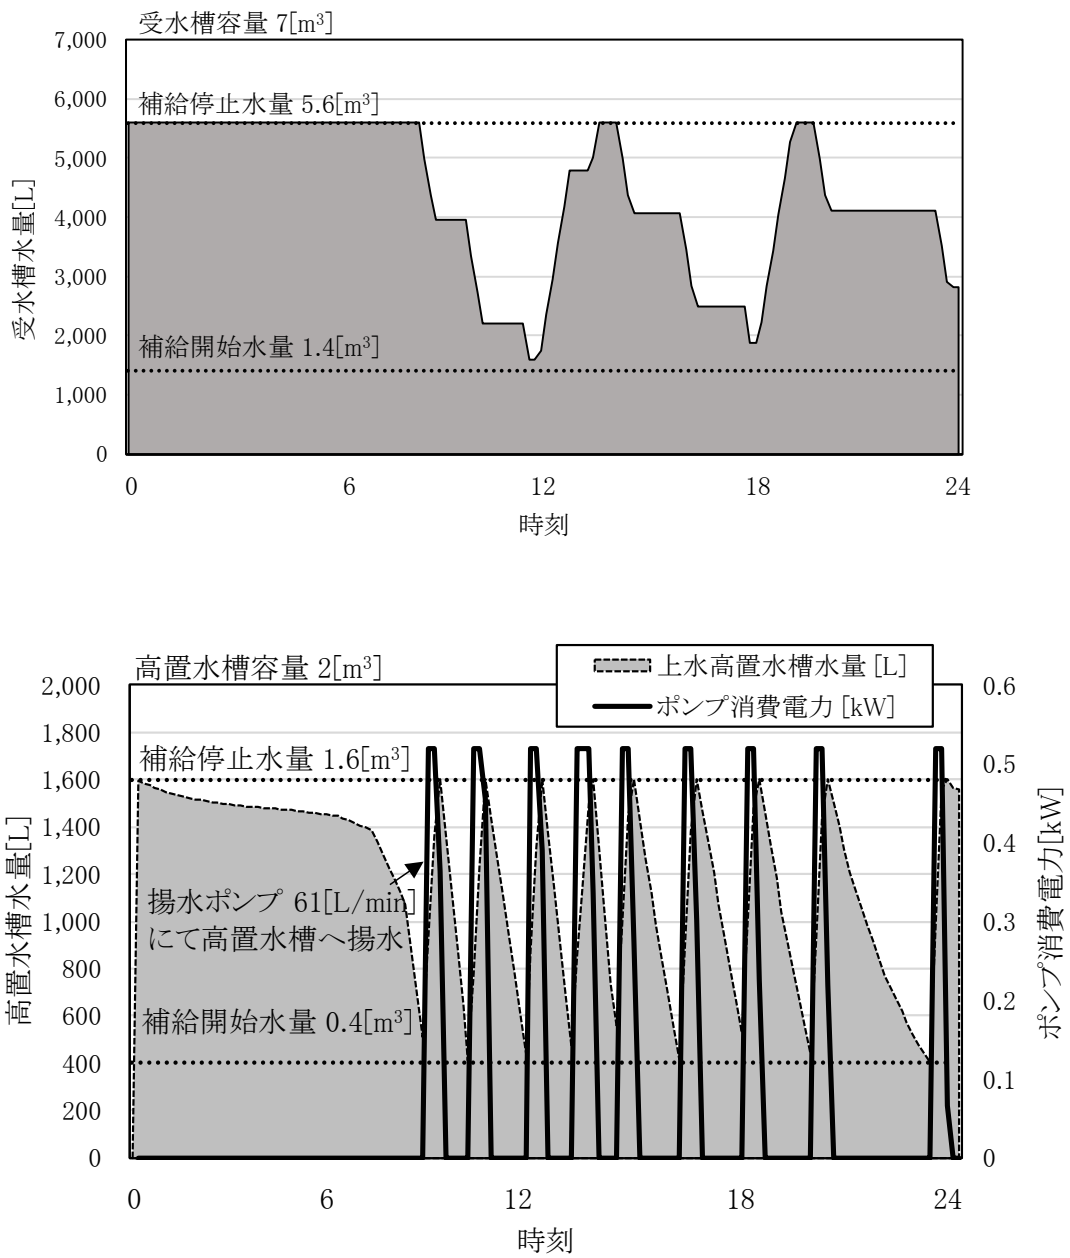 受水槽容量 7[m³]
7,000
補給停止水量 5.6[m³]
6,000
5,000
4,000
3,000
2,000
1,000
0
受水槽水量[L]
補給開始水量 1.4[m³]
0 6 12 18 24
時刻
高置水槽容量 2[m³]
上水高置水槽水量 [L]
ポンプ消費電力 [kW]
2,000
1,800
1,600
1,400
1,200
1,000
800
600
400
200
0
高置水槽水量[L]
補給停止水量 1.6[m³]
揚水ポンプ 61[L/min]
にて高置水槽へ揚水
補給開始水量 0.4[m³]
0.6
0.5
0.4
0.3
0.2
0.1
0
ポンプ消費電力[kW]
0 6 12 18 24
時刻